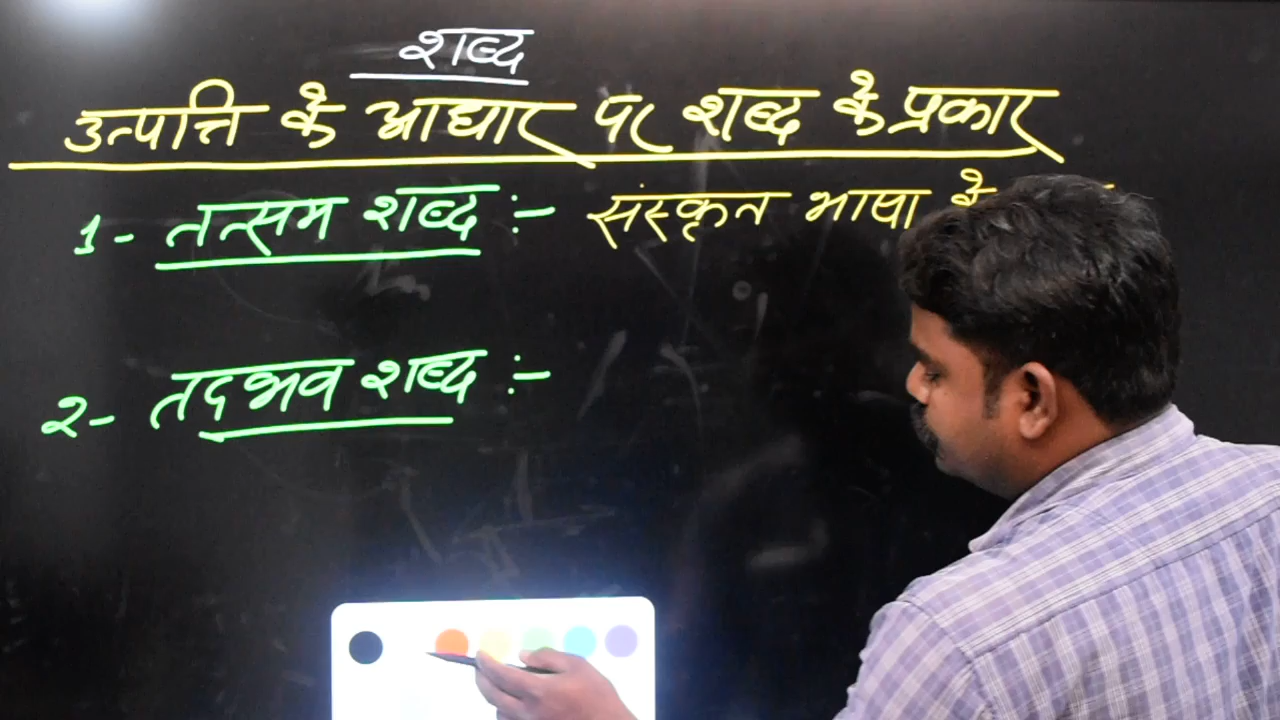 शब्द
उत्पत्ति के आधार पर शब्द के प्रकार
1- तत्सम शब्द :- संस्कृत भाषा के
2- तदभव शब्द :-